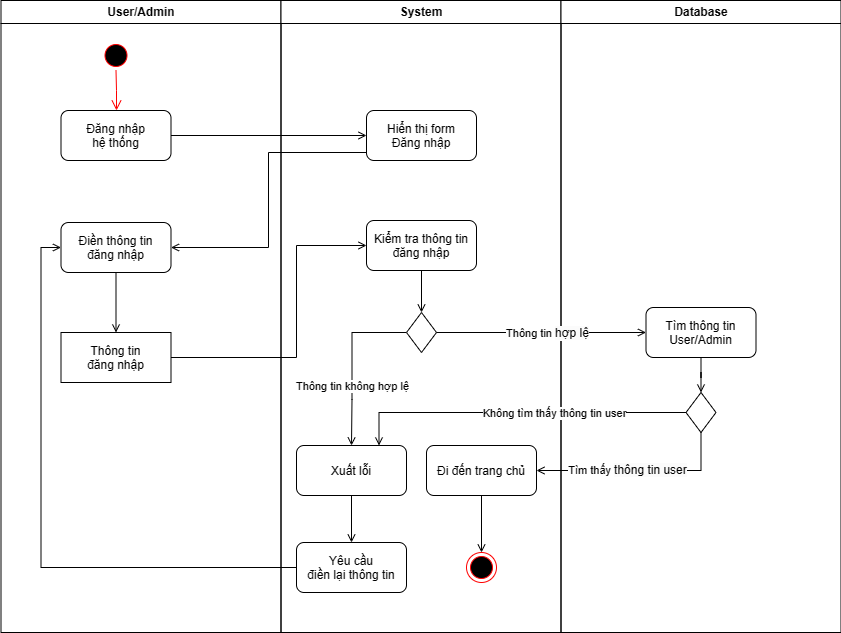 User/Admin
System
Database
Đăng nhập
hệ thống
Hiển thị form
Đăng nhập
Điền thông tin
đăng nhập
Kiểm tra thông tin
đăng nhập
Thông tin
đăng nhập
Thông tin hợp lệ
Tìm thông tin
User/Admin
Thông tin không hợp lệ
Không tìm thấy thông tin user
Xuất lỗi
Đi đến trang chủ
Tìm thấy thông tin user
Yêu cầu
điền lại thông tin